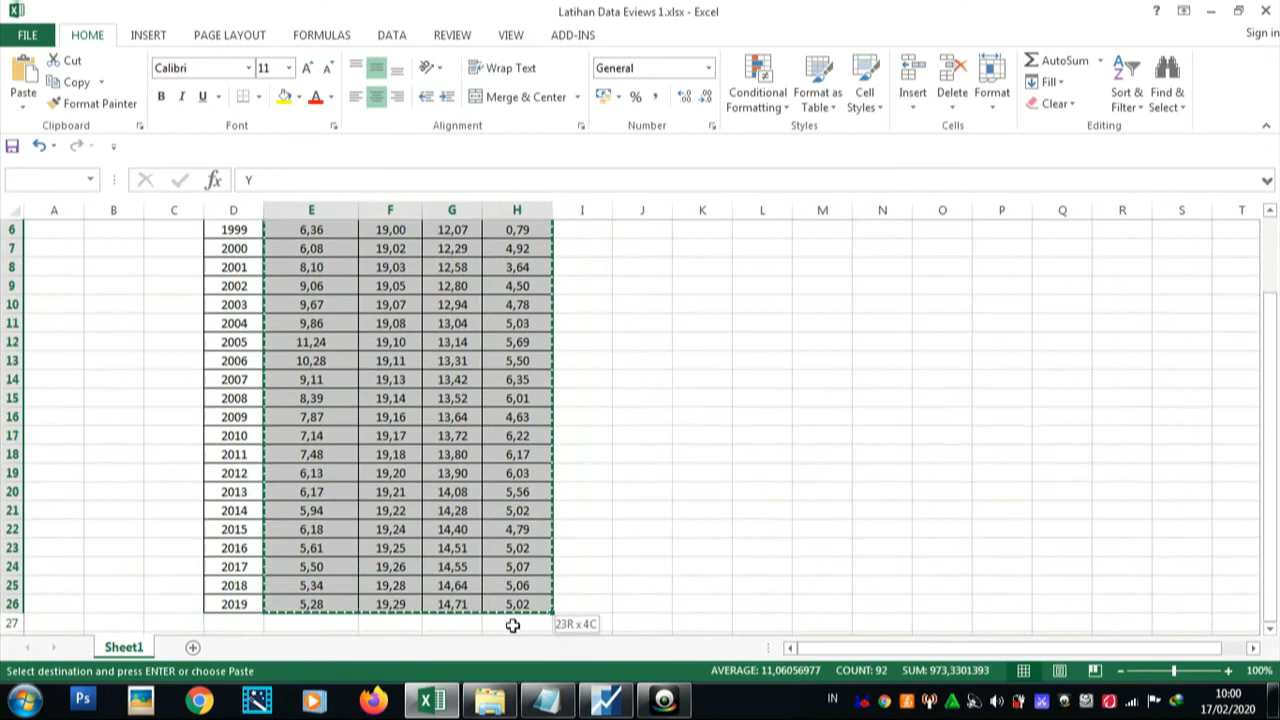 Latihan Data Eviews 1.xlsx - Excel
?
FILE HOME INSERT PAGE LAYOUT FORMULAS DATA REVIEW VIEW ADD-INS Sign in
Cut
Copy
Format Painter
Paste
Clipboard
Calibri 11
B I U
Font
Wrap Text
Merge & Center
Alignment
General
%
Number
Conditional Formatting
Format as Table
Cell Styles
Styles
Insert Delete Format
Cells
AutoSum
Fill
Clear
Sort & Filter
Find & Select
Editing
fx Y
A B C D E F G H I J K L M N O P Q R S T
6 1999 6,36 19,00 12,07 0,79
7 2000 6,08 19,02 12,29 4,92
8 2001 8,10 19,03 12,58 3,64
9 2002 9,06 19,05 12,80 4,50
10 2003 9,67 19,07 12,94 4,78
11 2004 9,86 19,08 13,04 5,03
12 2005 11,24 19,10 13,14 5,69
13 2006 10,28 19,11 13,31 5,50
14 2007 9,11 19,13 13,42 6,35
15 2008 8,39 19,14 13,52 6,01
16 2009 7,87 19,16 13,64 4,63
17 2010 7,14 19,17 13,72 6,22
18 2011 7,48 19,18 13,80 6,17
19 2012 6,13 19,20 13,90 6,03
20 2013 6,17 19,21 14,08 5,56
21 2014 5,94 19,22 14,28 5,02
22 2015 6,18 19,24 14,40 4,79
23 2016 5,61 19,25 14,51 5,02
24 2017 5,50 19,26 14,55 5,07
25 2018 5,34 19,28 14,64 5,06
26 2019 5,28 19,29 14,71 5,02
27
23R x 4C
Sheet1
Select destination and press ENTER or choose Paste AVERAGE: 11,06056977 COUNT: 92 SUM: 973,3301393 100%
Ps
IN
10:00
17/02/2020